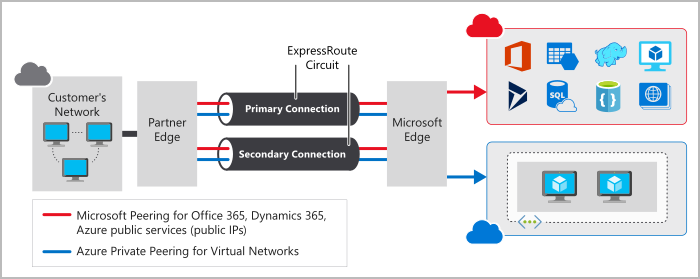 ExpressRoute
Circuit
Customer's
Network
Partner
Edge
Primary Connection
Secondary Connection
Microsoft
Edge
SQL
Microsoft Peering for Office 365, Dynamics 365,
Azure public services (public IPs)
Azure Private Peering for Virtual Networks